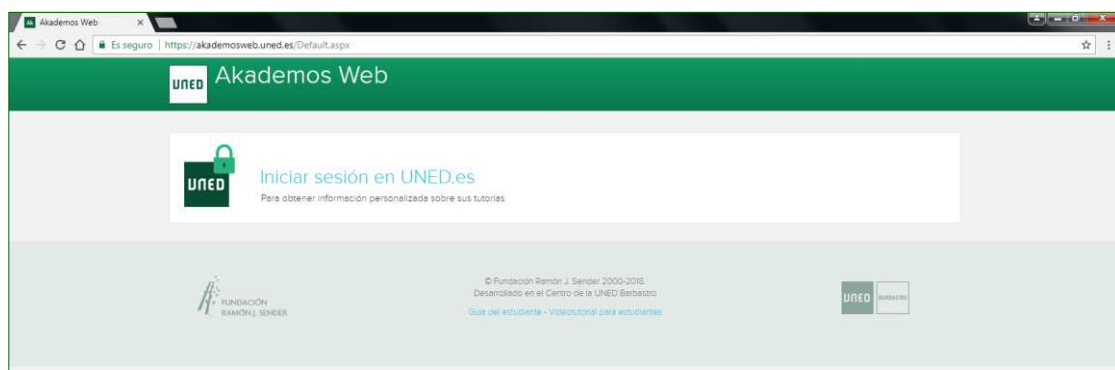 Akademos Web
Es seguro | https://akademosweb.uned.es/Default.aspx
UNED Akademos Web
UNED
Iniciar sesión en UNED.es
Para obtener información personalizada sobre sus tutorías
FUNDACIÓN
RAMÓN J. SENDER
© Fundación Ramón J. Sender 2000-2018.
Desarrollado en el Centro de la UNED Barbastro
Guía del estudiante - Videotutorial para estudiantes
UNED BARBASTRO